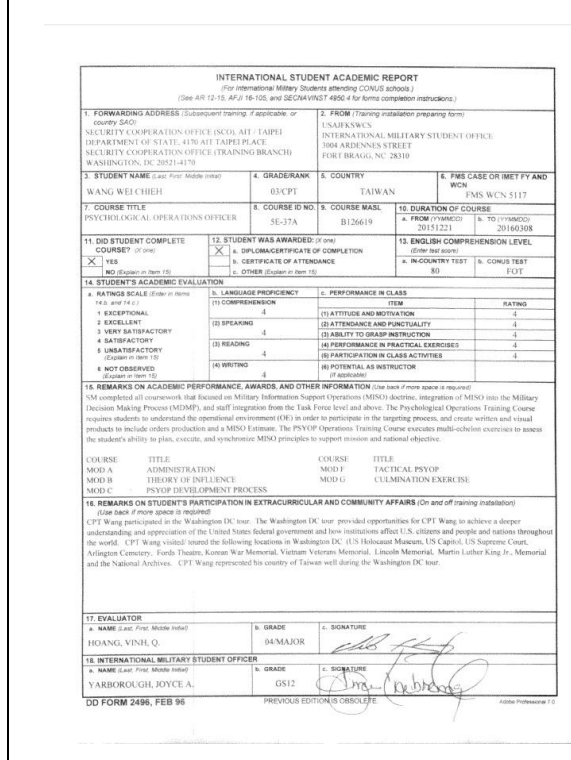 INTERNATIONAL STUDENT ACADEMIC REPORT
(For International Military Students attending CONUS schools.)
(See AR 12-15, AFJI 16-105, and SECNAVINST 4950.4 for forms completion instructions.)
1. FORWARDING ADDRESS (Subsequent training, if applicable, or country SAO)
SECURITY COOPERATION OFFICE (SCO), AIT / TAIPEI
DEPARTMENT OF STATE, 4170 AIT TAIPEI PLACE
SECURITY COOPERATION OFFICE (TRAINING BRANCH)
WASHINGTON, DC 20521-4170
2. FROM (Training installation preparing form)
USAJFKSWCS
INTERNATIONAL MILITARY STUDENT OFFICE
3004 ARDENNES STREET
FORT BRAGG, NC 28310
3. STUDENT NAME (Last, First, Middle Initial)
WANG WEI CHIEH
4. GRADE/RANK
03/CPT
5. COUNTRY
TAIWAN
6. FMS CASE OR IMET FY AND WCN
FMS WCN 5117
7. COURSE TITLE
PSYCHOLOGICAL OPERATIONS OFFICER
8. COURSE ID NO.
5E-37A
9. COURSE MASL
B126619
10. DURATION OF COURSE
a. FROM (YYMMDD)
20151221
b. TO (YYMMDD)
20160308
11. DID STUDENT COMPLETE COURSE? (X one)
X YES
NO (Explain in Item 15)
12. STUDENT WAS AWARDED: (X one)
X a. DIPLOMA/CERTIFICATE OF COMPLETION
b. CERTIFICATE OF ATTENDANCE
c. OTHER (Explain in Item 15)
13. ENGLISH COMPREHENSION LEVEL
(Enter test score)
a. IN-COUNTRY TEST
80
b. CONUS TEST
FOT
14. STUDENT'S ACADEMIC EVALUATION
a. RATINGS SCALE (Enter in Items 14.b. and 14.c.)
1 EXCEPTIONAL
2 EXCELLENT
3 VERY SATISFACTORY
4 SATISFACTORY
5 UNSATISFACTORY
(Explain in Item 15)
6 NOT OBSERVED
(Explain in Item 15)
b. LANGUAGE PROFICIENCY
(1) COMPREHENSION
4
(2) SPEAKING
4
(3) READING
4
(4) WRITING
4
c. PERFORMANCE IN CLASS
ITEM RATING
(1) ATTITUDE AND MOTIVATION 4
(2) ATTENDANCE AND PUNCTUALITY 4
(3) ABILITY TO GRASP INSTRUCTION 4
(4) PERFORMANCE IN PRACTICAL EXERCISES 4
(5) PARTICIPATION IN CLASS ACTIVITIES 4
(6) POTENTIAL AS INSTRUCTOR
(If applicable)
15. REMARKS ON ACADEMIC PERFORMANCE, AWARDS, AND OTHER INFORMATION (Use back if more space is required)
SM completed all coursework that focused on Military Information Support Operations (MISO) doctrine, integration of MISO into the Military
Decision Making Process (MDMP), and staff integration from the Task Force level and above. The Psychological Operations Training Course
requires students to understand the operational environment (OE) in order to participate in the targeting process, and create written and visual
products to include orders production and a MISO Estimate. The PSYOP Operations Training Course executes multi-echelon exercises to assess
the student's ability to plan, execute, and synchronize MISO principles to support mission and national objective.
COURSE TITLE COURSE TITLE
MOD A ADMINISTRATION MOD F TACTICAL PSYOP
MOD B THEORY OF INFLUENCE MOD G CULMINATION EXERCISE
MOD C PSYOP DEVELOPMENT PROCESS
16. REMARKS ON STUDENT'S PARTICIPATION IN EXTRACURRICULAR AND COMMUNITY AFFAIRS (On and off training installation)
(Use back if more space is required)
CPT Wang participated in the Washington DC tour. The Washington DC tour provided opportunities for CPT Wang to achieve a deeper
understanding and appreciation of the United States federal government and how institutions affect U.S. citizens and people and nations throughout
the world. CPT Wang visited/ toured the following locations in Washington DC (US Holocaust Museum, US Capitol, US Supreme Court,
Arlington Cemetery, Fords Theatre, Korean War Memorial, Vietnam Veterans Memorial, Lincoln Memorial, Martin Luther King Jr., Memorial
and the National Archives. CPT Wang represented his country of Taiwan well during the Washington DC tour.
17. EVALUATOR
a. NAME (Last, First, Middle Initial)
HOANG, VINH, Q.
b. GRADE
04/MAJOR
c. SIGNATURE
18. INTERNATIONAL MILITARY STUDENT OFFICER
a. NAME (Last, First, Middle Initial)
YARBOROUGH, JOYCE A.
b. GRADE
GS12
c. SIGNATURE
DD FORM 2496, FEB 96
PREVIOUS EDITION IS OBSOLETE.
Adobe Professional 7.0